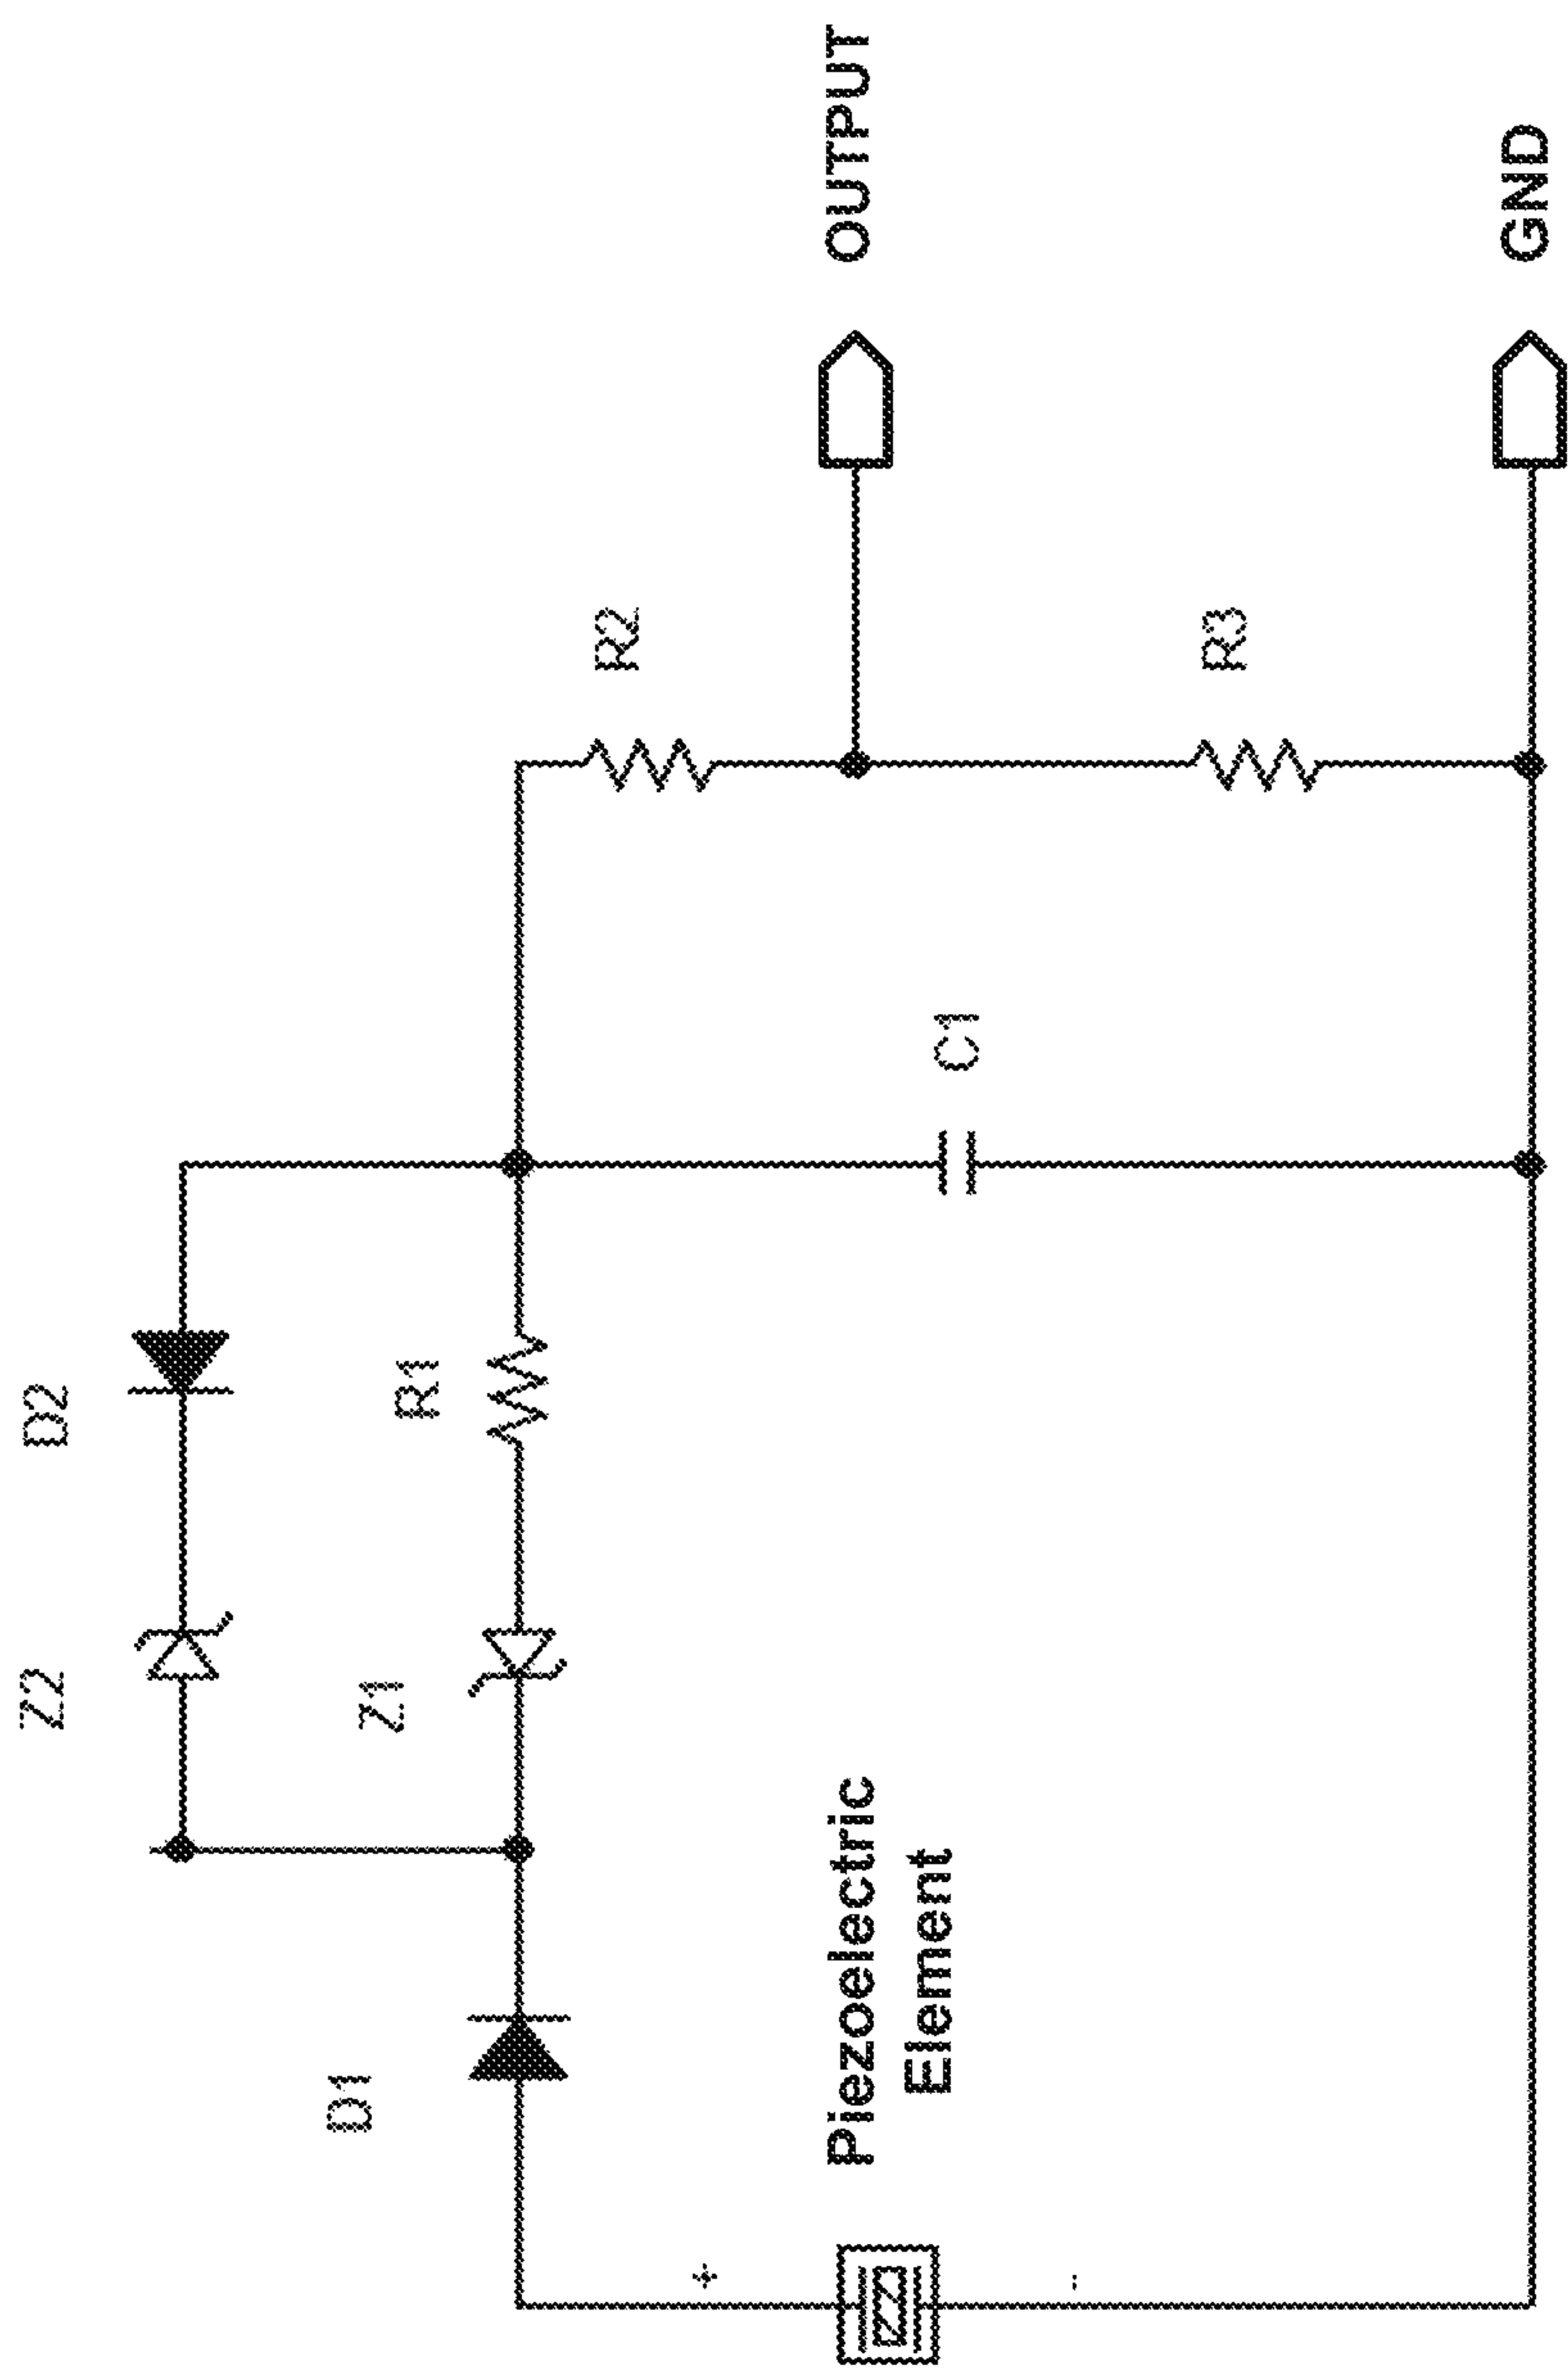 D2
Z2
R1
Z1
D1
R2
OUTPUT
C1
Piezoelectric
Element
+
-
R3
GND